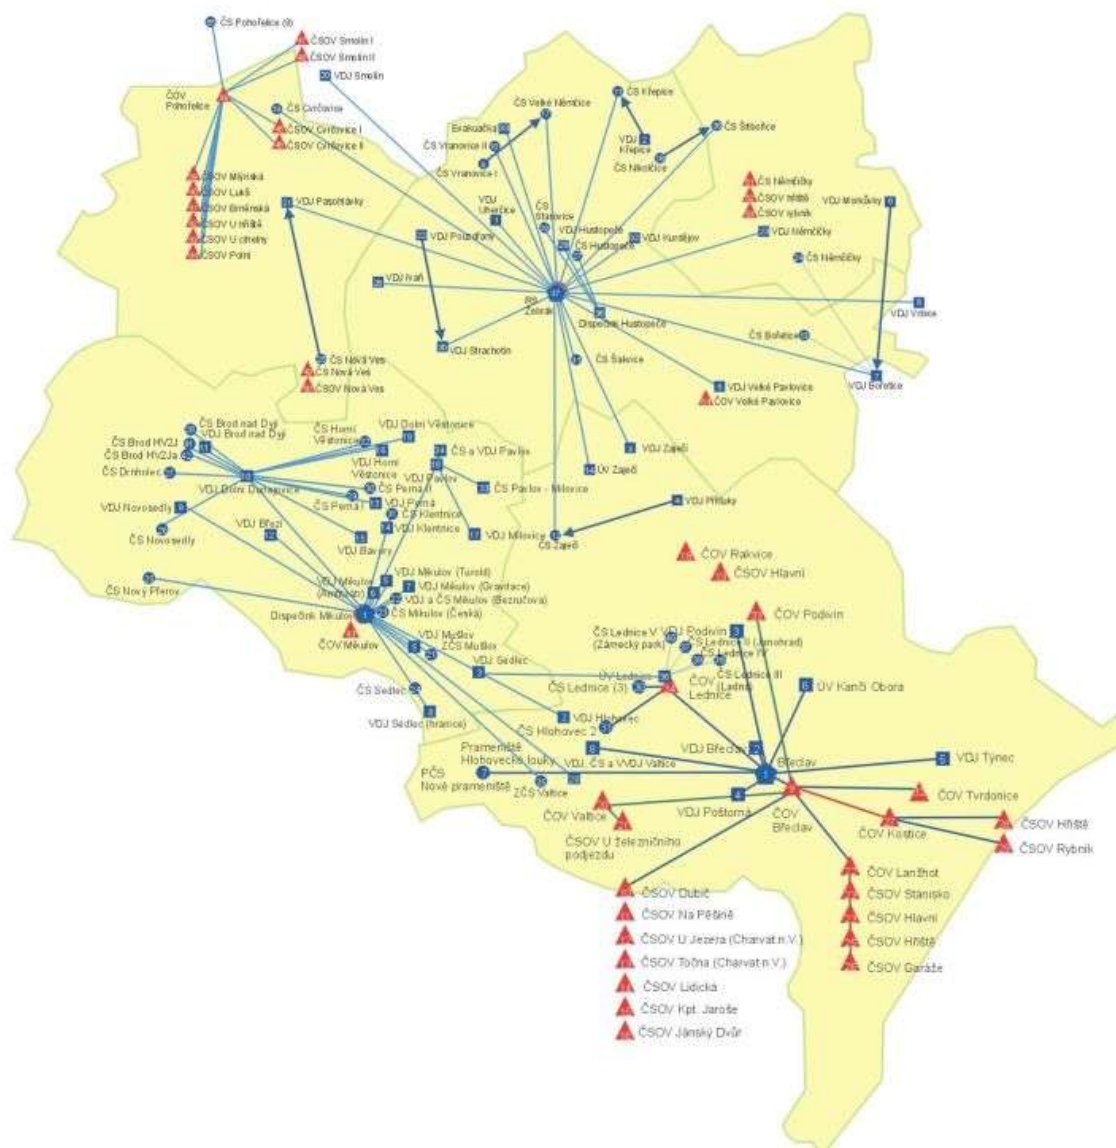 ČS Pohořelice (9)
ČSOV Smolín I
ČSOV Smolín II
VDJ Smolín
ČOV
Pohořelice
ČS Cvrčovice
ČSOV Cvrčovice I
ČSOV Cvrčovice II
ČSOV Mlýnská
ČSOV Lukš
ČSOV Brněnská
ČSOV U hřiště
ČSOV U cihelny
ČSOV Polní
VDJ Pasohlávky
ČS Nová Ves
ČS Nová Ves
ČSOV Nová Ves
ČS Velké Němčice
Evakuačka
ČS Vranovice II
ČS Vranovice I
ČS Křepice
VDJ
Křepice
ČS Nikolčice
VDJ
Uherčice
VDJ Pouzdřany
VDJ Hustopeče
ČS Hustopeče
VDJ Kurdějov
ČS Němčičky
ČSOV hřiště
ČSOV rybník
VDJ Němčičky
VDJ Morkůvky
ČS Němčičky
VDJ Ivaň
Dispečink Hustopeče
VDJ Vrbice
ČS Bořetice
VDJ Bořetice
VDJ Strachotín
ČS Šakvice
VDJ Velké Pavlovice
ČOV Velké Pavlovice
VDJ Zaječí
ÚV Zaječí
VDJ Přítluky
ČS Zaječí
ČS Brod nad Dyjí
VDJ Brod nad Dyjí
ČS Brod HV2J
ČS Brod HV2Ja
ČS Drnholec
VDJ Dolní Dunajovice
ČS Horní
Věstonice
VDJ Dolní Věstonice
VDJ Horní
Věstonice
ČS a VDJ Pavlov
VDJ
Pavlov
ČS Pavlov - Milovice
ČS Perná II
ČS Perná I
VDJ Perná
ČS Klentnice
VDJ Klentnice
VDJ Milovice
VDJ Novosedly
ČS Novosedly
VDJ Březí
VDJ Bavory
ČS Nový Přerov
VDJ Mikulov
VDJ Mikulov (Turold)
VDJ Mikulov (Gravitace)
VDJ a ČS Mikulov (Bezručova)
ČS Mikulov (Česká)
Dispečink Mikulov
ČOV Mikulov
VDJ Mušlov
ZČS Mušlov
VDJ Sedlec
ČS Sedlec
VDJ Sedlec (hranice)
ČOV Rakvice
ČSOV Hlavní
ČOV Podivín
VDJ Podivín
ČS Lednice V
(Zámecký park)
ČS Lednice II (Janohrad)
ČS Lednice IV
ČS Lednice III
(Ladná)
ÚV Lednice
ČS Lednice (3)
ČOV
Lednice
ÚV Kančí Obora
VDJ Hlohovec
ČS Hlohovec 2
VDJ Břeclav
Břeclav
VDJ Týnec
Prameniště
Hlohovecké louky
VDJ, ČS a VVDJ Valtice
PČS
Nové prameniště
ZČS Valtice
VDJ Poštorná
ČOV
Břeclav
ČOV Tvrdonice
ČOV Valtice
ČSOV U železničního
podjezdu
ČOV Kostice
ČSOV Hřiště
ČSOV Rybník
ČSOV Dubič
ČSOV Na Pěšině
ČSOV U Jezera (Charvat.n.V.)
ČSOV Točna (Charvat.n.V.)
ČSOV Lidická
ČSOV Kpt. Jaroše
ČSOV Jánský Dvůr
ČOV Lanžhot
ČSOV Stanisko
ČSOV Hlavní
ČSOV Hřiště
ČSOV Garáže